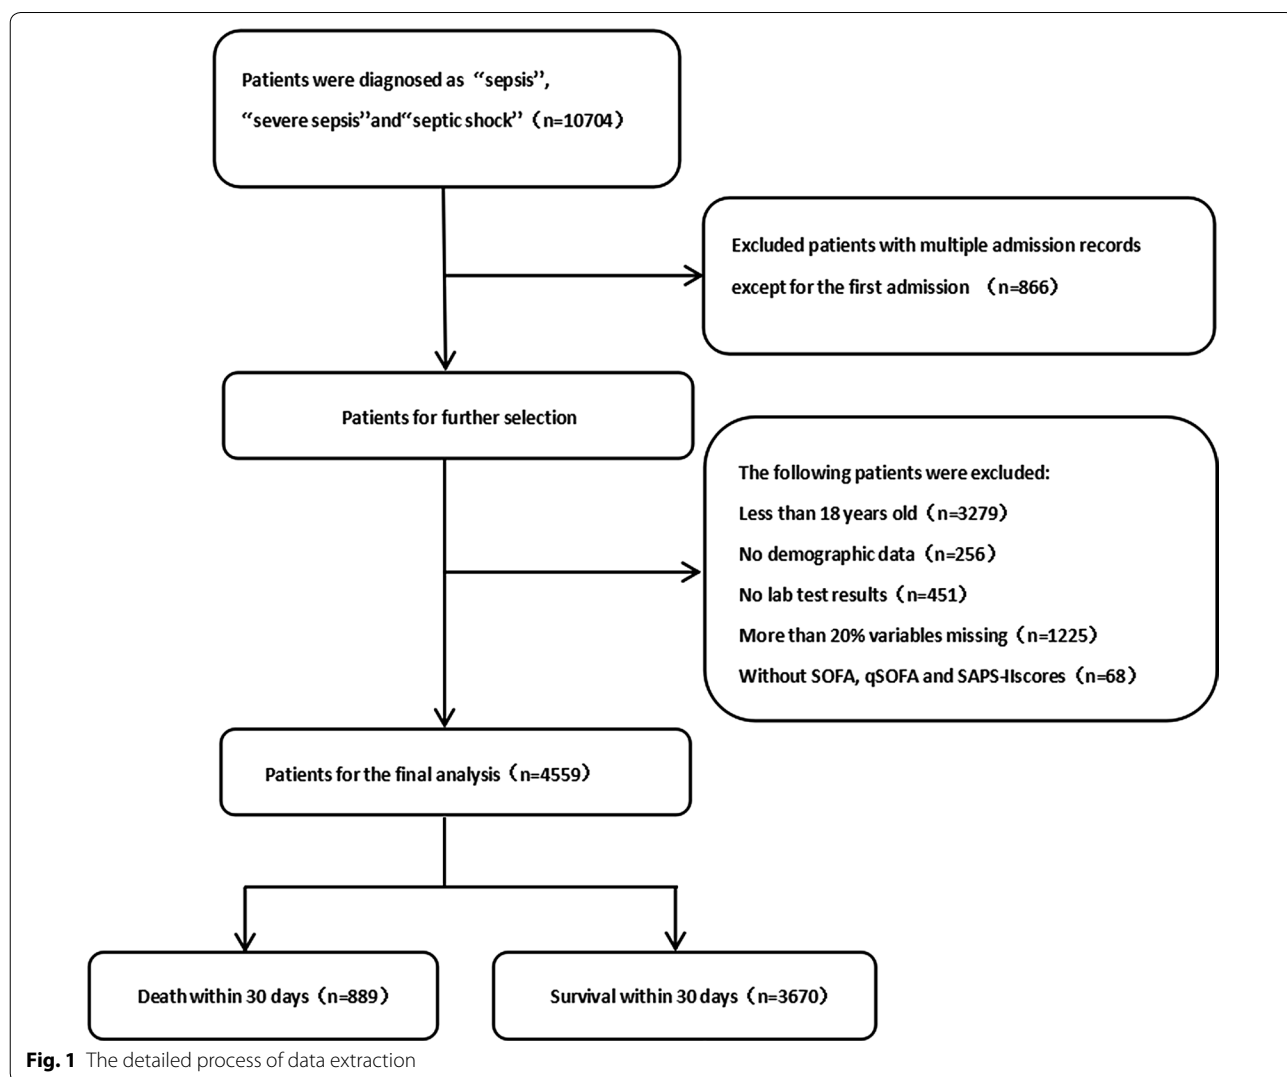 Patients were diagnosed as “sepsis”,
“severe sepsis”and“septic shock”（n=10704）
Excluded patients with multiple admission records
except for the first admission （n=866）
Patients for further selection
The following patients were excluded:
Less than 18 years old（n=3279）
No demographic data（n=256）
No lab test results（n=451）
More than 20% variables missing（n=1225）
Without SOFA, qSOFA and SAPS-IIscores（n=68）
Patients for the final analysis（n=4559）
Death within 30 days（n=889）
Survival within 30 days（n=3670）
Fig. 1 The detailed process of data extraction